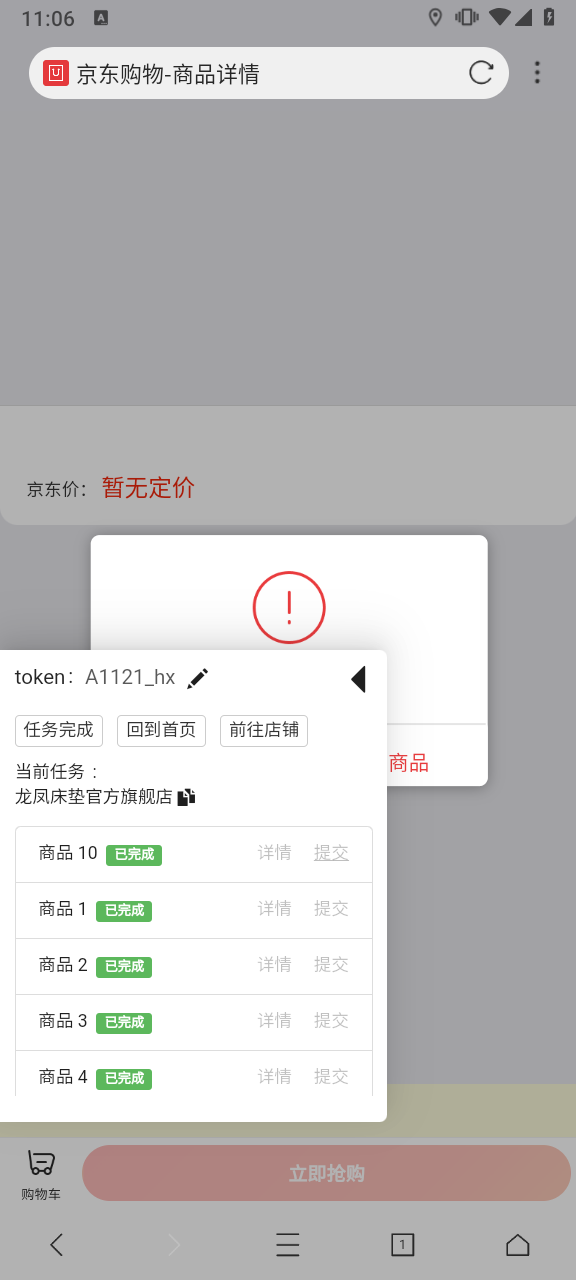 11:06
A
京东购物-商品详情
京东价： 暂无定价
商品
token： A1121_hx
任务完成 回到首页 前往店铺
当前任务 ：
龙凤床垫官方旗舰店
商品 10 已完成 详情 提交
商品 1 已完成 详情 提交
商品 2 已完成 详情 提交
商品 3 已完成 详情 提交
商品 4 已完成 详情 提交
购物车 立即抢购
1